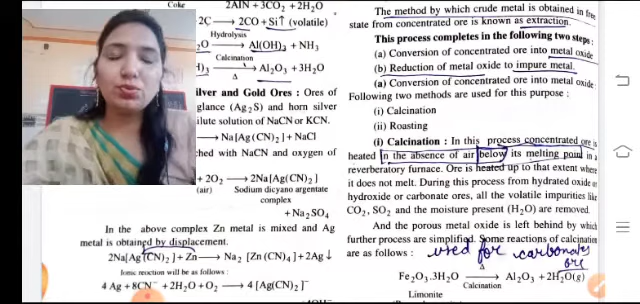 Coke
2AlN + 3CO₂ + 2H₂O
2C ⟶ 2CO + Si↑ (volatile)
Hydrolysis
₂O ⟶ Al(OH)₃ + NH₃
Calcination
⟶ Al₂O₃ + 3H₂O
Δ
ilver and Gold Ores : Ores of
glance (Ag₂S) and horn silver
ilute solution of NaCN or KCN.
⟶ Na[Ag(CN)₂] + NaCl
hed with NaCN and oxygen of
+ 2O₂ ⟶ 2Na[Ag(CN)₂]
(air) Sodium dicyano argentate
complex
+ Na₂SO₄
In the above complex Zn metal is mixed and Ag
metal is obtained by displacement.
2Na[Ag(CN)₂] + Zn ⟶ Na₂ [Zn (CN)₄] + 2Ag ↓
Ionic reaction will be as follows :
4 Ag + 8CN⁻ + 2H₂O + O₂ ⟶ 4 [Ag(CN)₂]⁻
The method by which crude metal is obtained in free
state from concentrated ore is known as extraction.
This process completes in the following two steps :
(a) Conversion of concentrated ore into metal oxide
(b) Reduction of metal oxide to impure metal.
(a) Conversion of concentrated ore into metal oxide
Following two methods are used for this purpose :
(i) Calcination
(ii) Roasting
(i) Calcination : In this process concentrated ore is
heated in the absence of air below its melting point in a
reverberatory furnace. Ore is heated up to that extent where
it does not melt. During this process from hydrated oxide or
hydroxide or carbonate ores, all the volatile impurities like
CO₂, SO₂ and the moisture present (H₂O) are removed.
And the porous metal oxide is left behind by which
further process are simplified. Some reactions of calcination
are as follows : used for carbonate
ore
Fe₂O₃.3H₂O ⟶ Al₂O₃ + 2H₂O(g)
Δ
Calcination
Limonite